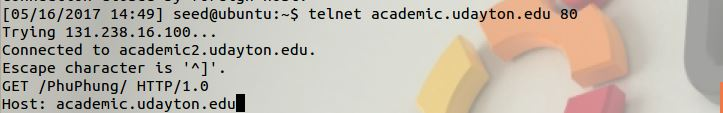 [05/16/2017 14:49] seed@ubuntu:~$ telnet academic.udayton.edu 80
Trying 131.238.16.100...
Connected to academic2.udayton.edu.
Escape character is '^]'.
GET /PhuPhung/ HTTP/1.0
Host: academic.udayton.edu